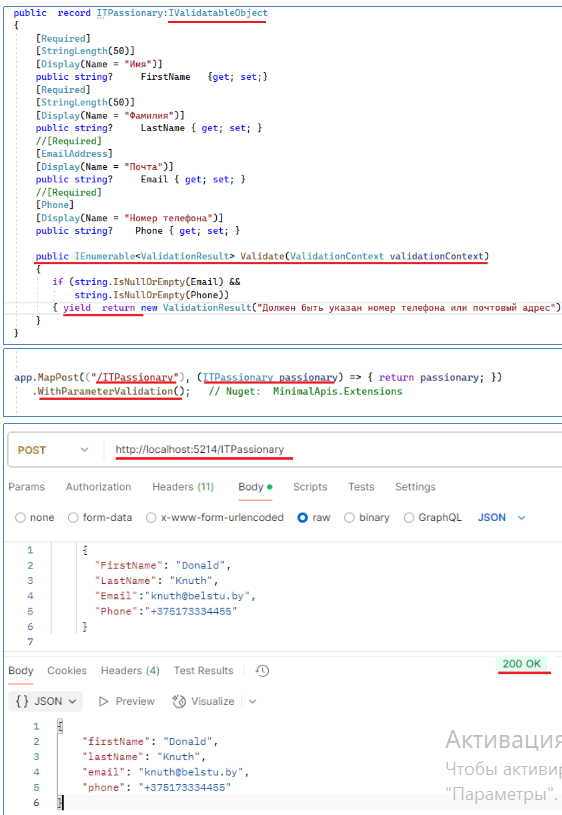 public record ITPassionary:IValidatableObject
{
[Required]
[StringLength(50)]
[Display(Name = "Имя")]
public string? FirstName {get; set;}
[Required]
[StringLength(50)]
[Display(Name = "Фамилия")]
public string? LastName { get; set; }
//[Required]
[EmailAddress]
[Display(Name = "Почта")]
public string? Email { get; set; }
//[Required]
[Phone]
[Display(Name = "Номер телефона")]
public string? Phone { get; set; }
public IEnumerable<ValidationResult> Validate(ValidationContext validationContext)
{
if (string.IsNullOrEmpty(Email) &&
string.IsNullOrEmpty(Phone))
{ yield return new ValidationResult("Должен быть указан номер телефона или почтовый адрес")
}
}
app.MapPost(("/ITPassionary"), (ITPassionary passionary) => { return passionary; })
.WithParameterValidation(); // Nuget: MinimalApis.Extensions
POST http://localhost:5214/ITPassionary
Params Authorization Headers (11) Body Scripts Tests Settings
none form-data x-www-form-urlencoded raw binary GraphQL JSON
1 {
2 "FirstName": "Donald",
3 "LastName": "Knuth",
4 "Email":"knuth@belstu.by",
5 "Phone":"+375173334455"
6 }
7
Body Cookies Headers (4) Test Results 200 OK
{} JSON Preview Visualize
1 {
2 "firstName": "Donald",
3 "lastName": "Knuth",
4 "email": "knuth@belstu.by",
5 "phone": "+375173334455"
6 }
Активация
Чтобы активир
"Параметры".